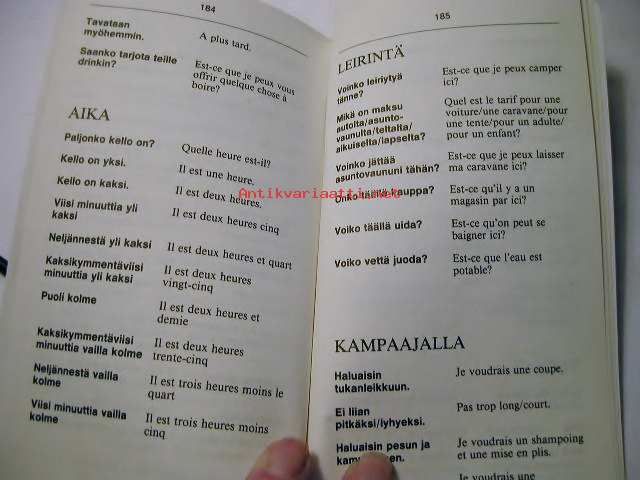 184
Tavataan
myöhemmin.
A plus tard.
Saanko tarjota teille
drinkin?
Est-ce que je peux vous
offrir quelque chose à
boire?
AIKA
Paljonko kello on?
Quelle heure est-il?
Kello on yksi.
Il est une heure.
Kello on kaksi.
Il est deux heures.
Viisi minuuttia yli
kaksi
Il est deux heures cinq
Neljännestä yli kaksi
Il est deux heures et quart
Kaksikymmentäviisi
minuuttia yli kaksi
Il est deux heures
vingt-cinq
Puoli kolme
Il est deux heures et
demie
Kaksikymmentäviisi
minuuttia vailla kolme
Il est deux heures
trente-cinq
Neljännestä vailla
kolme
Il est trois heures moins le
quart
Viisi minuuttia vailla
kolme
Il est trois heures moins
cinq
185
LEIRINTÄ
Voinko leiriytyä
tänne?
Est-ce que je peux camper
ici?
Mikä on maksu
autolta/asunto-
vaunulta/teltalta/
aikuiselta/lapselta?
Quel est le tarif pour une
voiture/une caravane/pour
une tente/pour un adulte/
pour un enfant?
Voinko jättää
asuntovaununi tähän?
Est-ce que je peux laisser
ma caravane ici?
Onko täällä kauppa?
Est-ce qu'il y a un
magasin par ici?
Voiko täällä uida?
Est-ce qu'on peut se
baigner ici?
Voiko vettä juoda?
Est-ce que l'eau est
potable?
KAMPAAJALLA
Haluaisin
tukanleikkuun.
Je voudrais une coupe.
Ei liian
pitkäksi/lyhyeksi.
Pas trop long/court.
Haluaisin pesun ja
Je voudrais un shampoing
et une mise en plis.
Je voudrais une